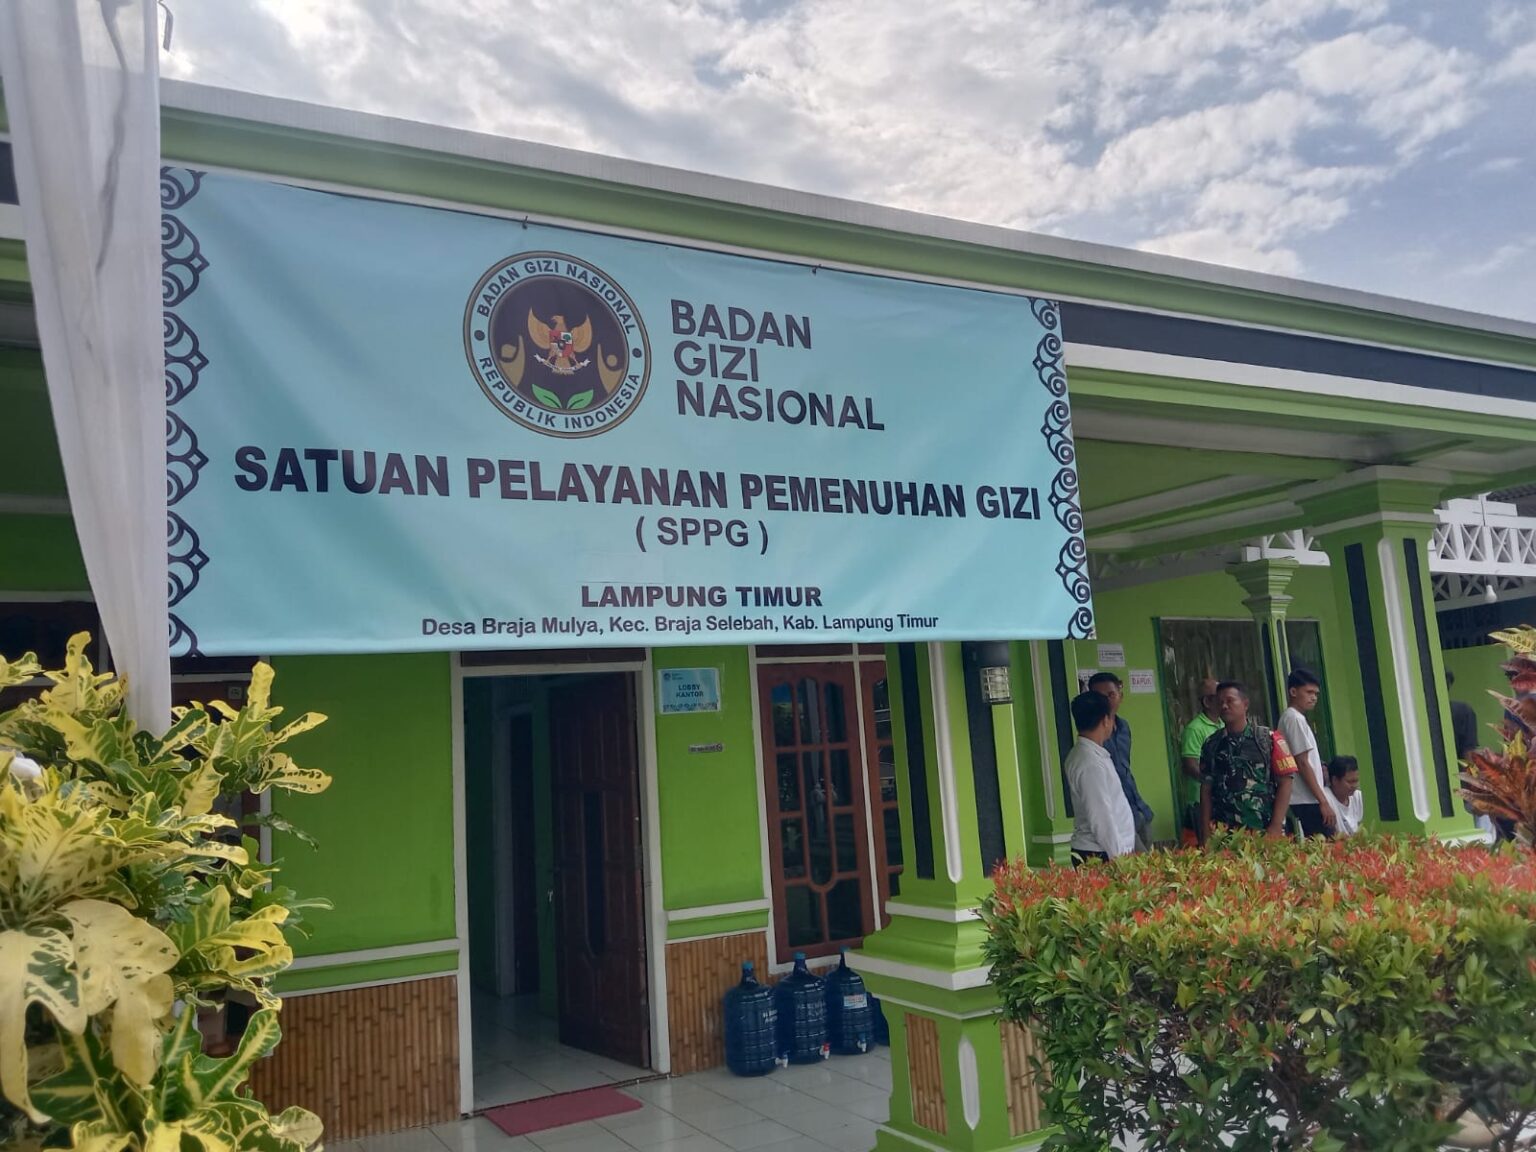 BADAN GIZI NASIONAL
REPUBLIK INDONESIA
BADAN
GIZI
NASIONAL
SATUAN PELAYANAN PEMENUHAN GIZI
( SPPG )
LAMPUNG TIMUR
Desa Braja Mulya, Kec. Braja Selebah, Kab. Lampung Timur
LOBBY
KANTOR
DAPUR